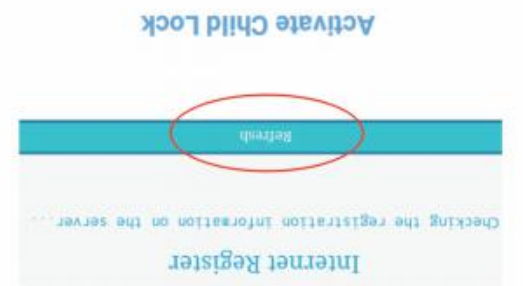 Internet Register
Checking the registration information on the server...
Refresh
Activate Child Lock